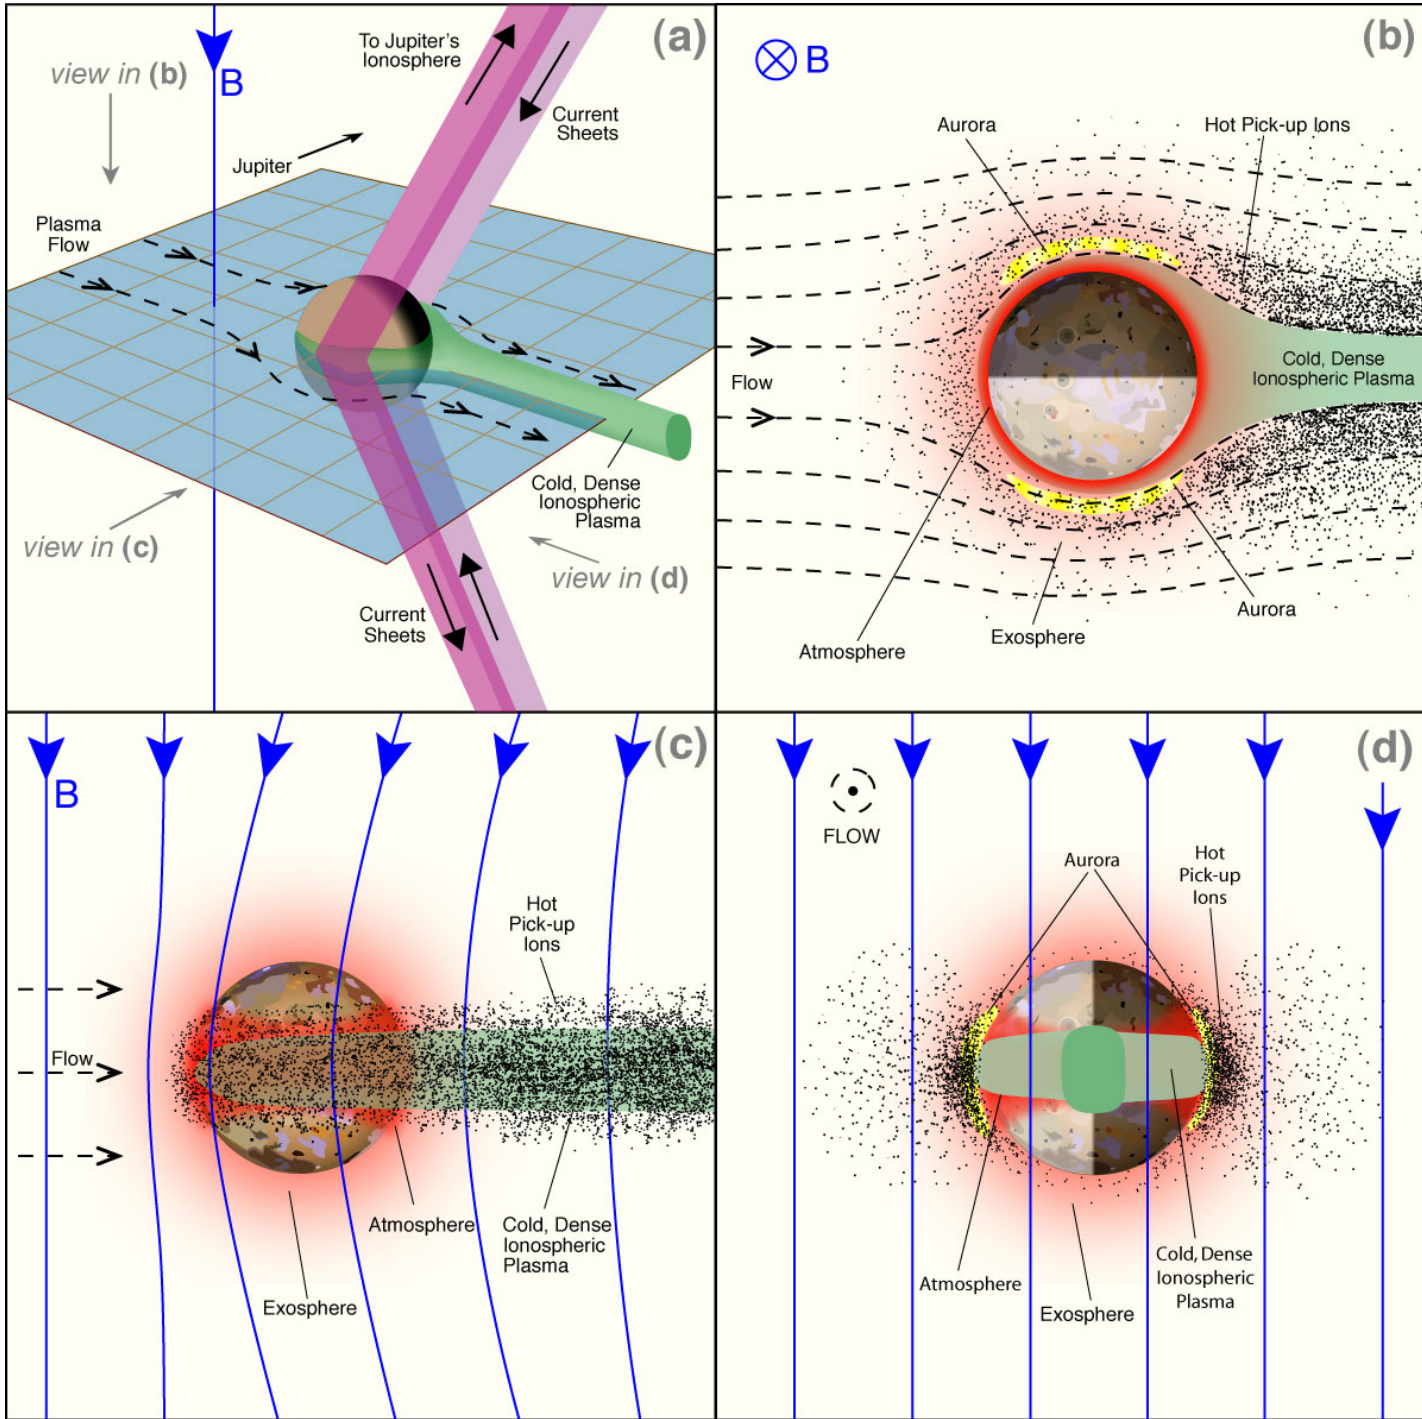 (a)
To Jupiter's
Ionosphere
view in (b)
B
Current
Sheets
Jupiter
Plasma
Flow
Cold, Dense
Ionospheric
Plasma
view in (c)
view in (d)
Current
Sheets
(b)
B
Aurora
Hot Pick-up Ions
Cold, Dense
Ionospheric Plasma
Flow
Aurora
Exosphere
Atmosphere
(c)
B
Hot
Pick-up
Ions
Flow
Atmosphere
Cold, Dense
Ionospheric
Plasma
Exosphere
(d)
FLOW
Aurora
Hot
Pick-up
Ions
Atmosphere
Cold, Dense
Ionospheric
Plasma
Exosphere